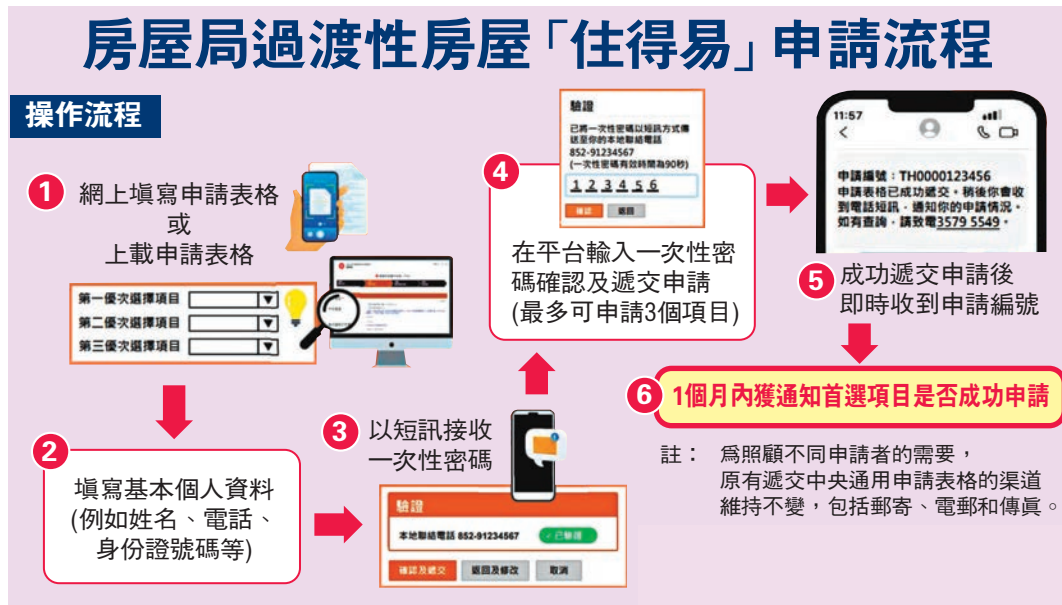 房屋局過渡性房屋「住得易」申請流程
操作流程
1
網上填寫申請表格
或
上載申請表格
第一優次選擇項目
第二優次選擇項目
第三優次選擇項目
2
填寫基本個人資料
(例如姓名、電話、
身份證號碼等)
3
以短訊接收
一次性密碼
驗證
本地聯絡電話 852-91234567
已驗證
確認及遞交
返回及修改
取消
4
驗證
已將一次性密碼以短訊方式傳
送至你的本地聯絡電話
852-91234567
(一次性密碼有效時間為90秒)
1 2 3 4 5 6
確認
返回
在平台輸入一次性密
碼確認及遞交申請
(最多可申請3個項目)
11:57
申請編號：TH0000123456
申請表格已成功遞交。稍後你會收
到電話短訊，通知你的申請情況。
如有查詢，請致電3579 5549。
5
成功遞交申請後
即時收到申請編號
6
1個月內獲通知首選項目是否成功申請
註： 為照顧不同申請者的需要，
原有遞交中央通用申請表格的渠道
維持不變，包括郵寄、電郵和傳真。